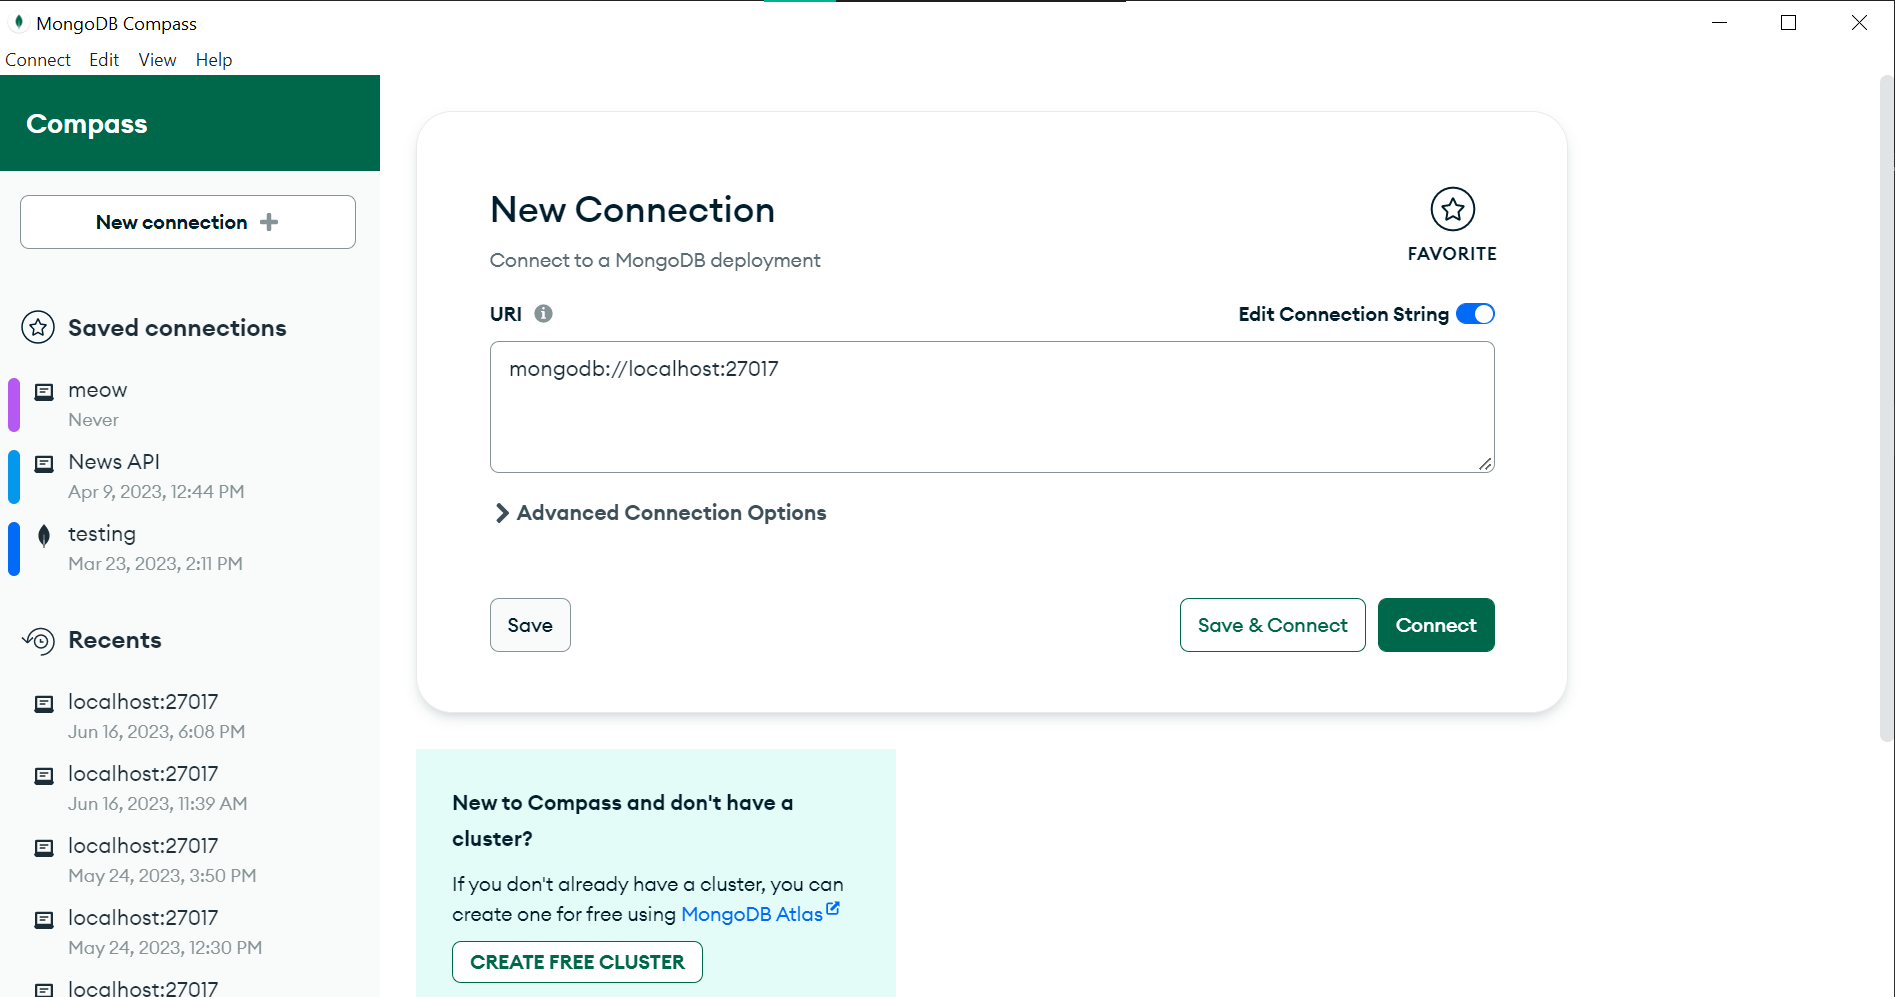 MongoDB Compass
Connect Edit View Help
Compass
New connection
Saved connections
meow
Never
News API
Apr 9, 2023, 12:44 PM
testing
Mar 23, 2023, 2:11 PM
Recents
localhost:27017
Jun 16, 2023, 6:08 PM
localhost:27017
Jun 16, 2023, 11:39 AM
localhost:27017
May 24, 2023, 3:50 PM
localhost:27017
May 24, 2023, 12:30 PM
localhost:27017
New Connection
FAVORITE
Connect to a MongoDB deployment
URI
Edit Connection String
mongodb://localhost:27017
Advanced Connection Options
Save
Save & Connect
Connect
New to Compass and don't have a
cluster?
If you don't already have a cluster, you can
create one for free using MongoDB Atlas
CREATE FREE CLUSTER